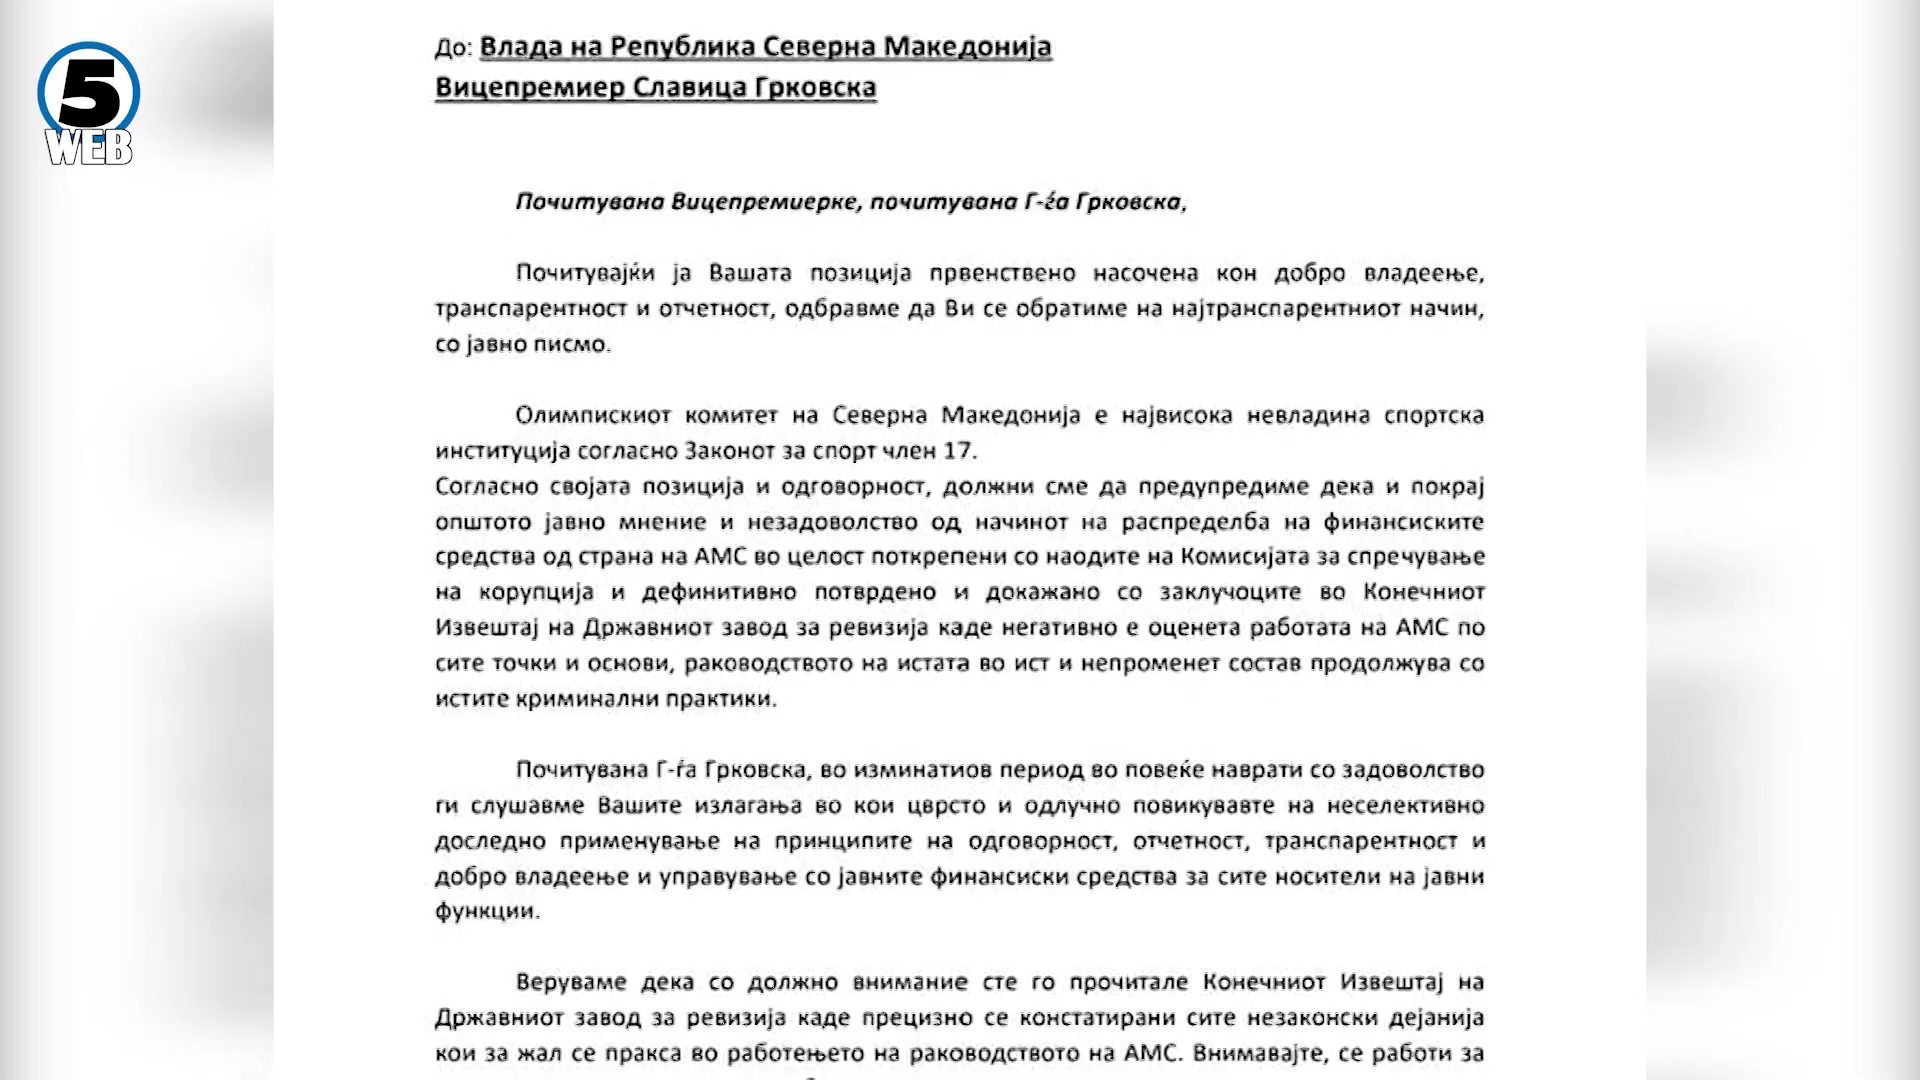 5
WEB
До: Влада на Република Северна Македонија
Вицепремиер Славица Грковска
Почитувана Вицепремиерке, почитувана Г-ѓа Грковска,
Почитувајќи ја Вашата позиција првенствено насочена кон добро владеење,
транспарентност и отчетност, одбравме да Ви се обратиме на најтранспарентниот начин,
со јавно писмо.
Олимпискиот комитет на Северна Македонија е највисока невладина спортска
институција согласно Законот за спорт член 17.
Согласно својата позиција и одговорност, должни сме да предупредиме дека и покрај
општото јавно мнение и незадоволство од начинот на распределба на финансиските
средства од страна на АМС во целост поткрепени со наодите на Комисијата за спречување
на корупција и дефинитивно потврдено и докажано со заклучоците во Конечниот
Извештај на Државниот завод за ревизија каде негативно е оценета работата на АМС по
сите точки и основи, раководството на истата во ист и непроменет состав продолжува со
истите криминални практики.
Почитувана Г-ѓа Грковска, во изминатиов период во повеќе наврати со задоволство
ги слушавме Вашите излагања во кои цврсто и одлучно повикувавте на неселективно
доследно применување на принципите на одговорност, отчетност, транспарентност и
добро владеење и управување со јавните финансиски средства за сите носители на јавни
функции.
Веруваме дека со должно внимание сте го прочитале Конечниот Извештај на
Државниот завод за ревизија каде прецизно се констатирани сите незаконски дејанија
кои за жал се пракса во работењето на раководството на АМС. Внимавајте, се работи за